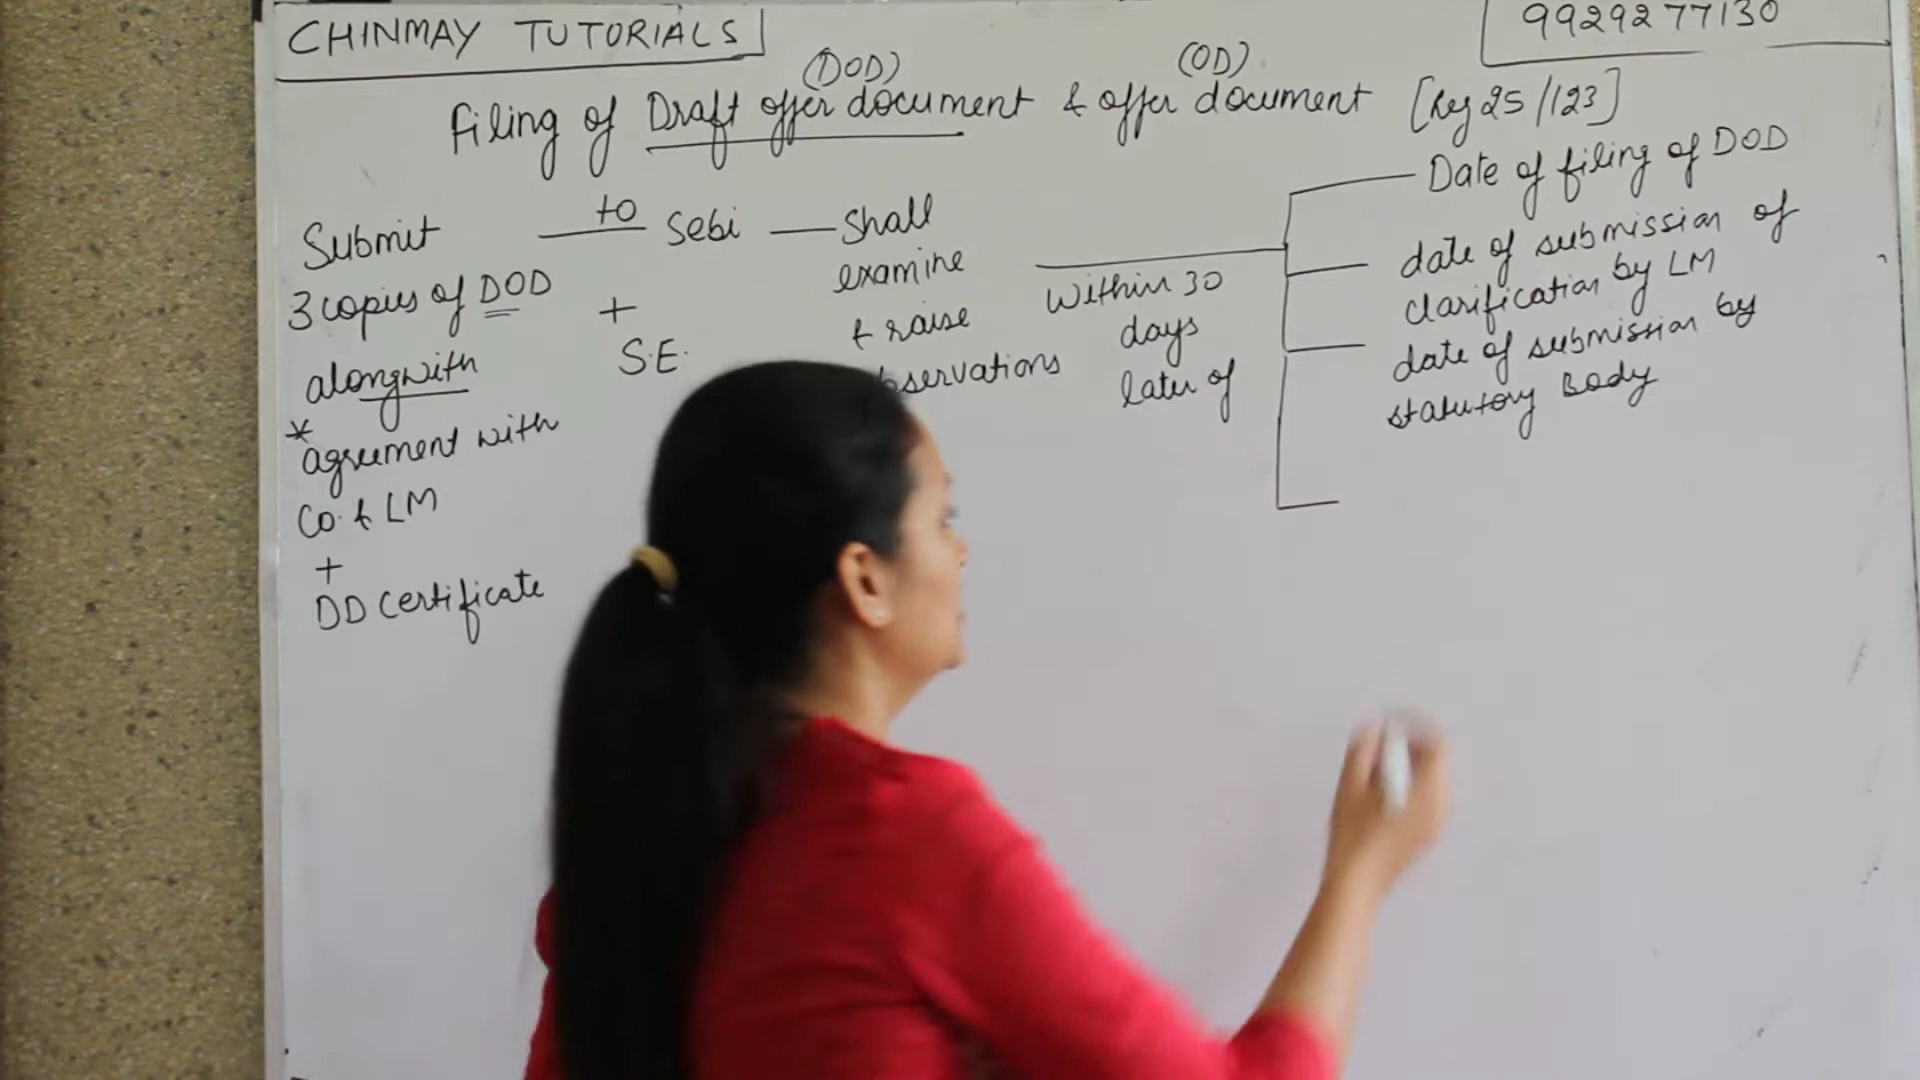 CHINMAY TUTORIALS
9929277130
(DOD)
(OD)
Filing of Draft offer document & offer document [Reg 25/123]
Submit
3 copies of DOD
alongwith
*
agreement with
Co. & LM
+
DD Certificate
to
Sebi
+
S.E.
Shall
examine
& raise
bservations
Within 30
days
later of
Date of filing of DOD
date of submission of
clarification by LM
date of submission by
statutory Body